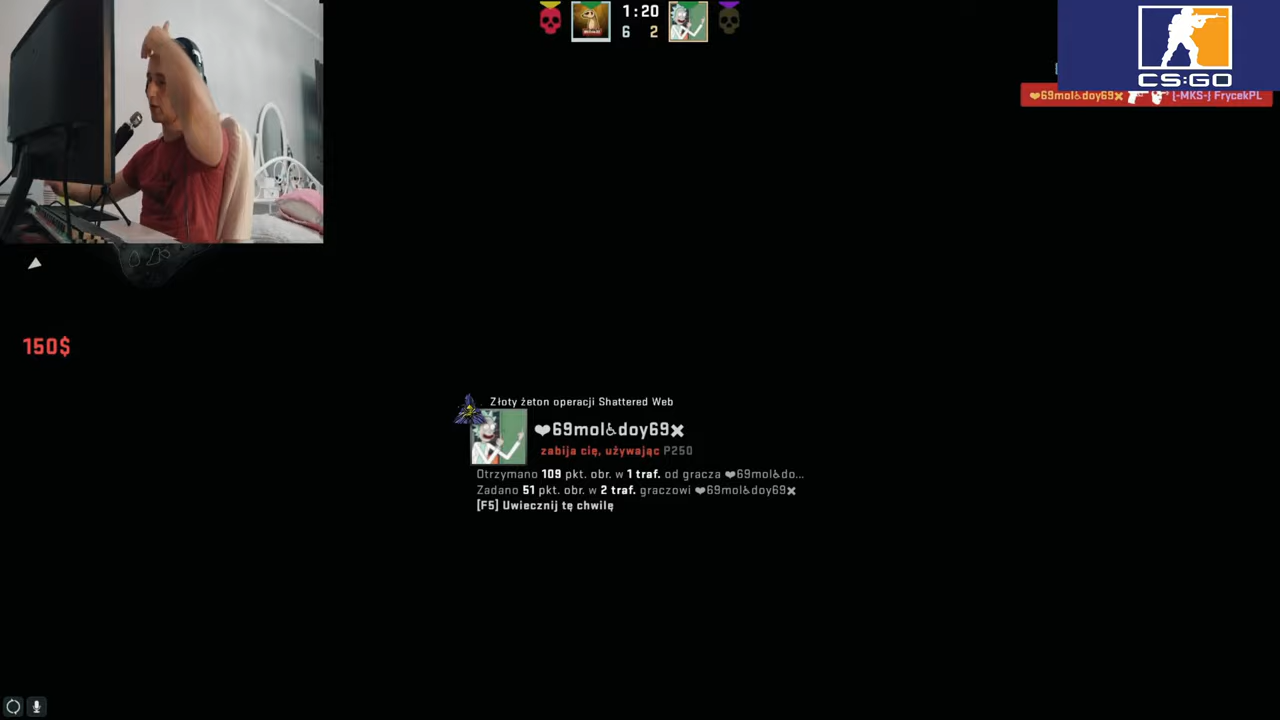 1:20
6 2
CS:GO
❤69mol♿doy69✖ [-MKS-] FrycekPL
150$
Złoty żeton operacji Shattered Web
❤69mol♿doy69✖
zabija cię, używając P250
Otrzymano 109 pkt. obr. w 1 traf. od gracza ❤69mol♿do...
Zadano 51 pkt. obr. w 2 traf. graczowi ❤69mol♿doy69✖
[F5] Uwiecznij tę chwilę